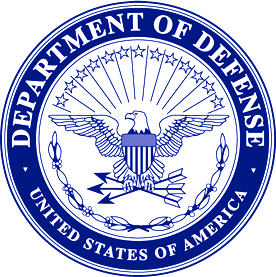 DEPARTMENT OF DEFENSE
UNITED STATES OF AMERICA